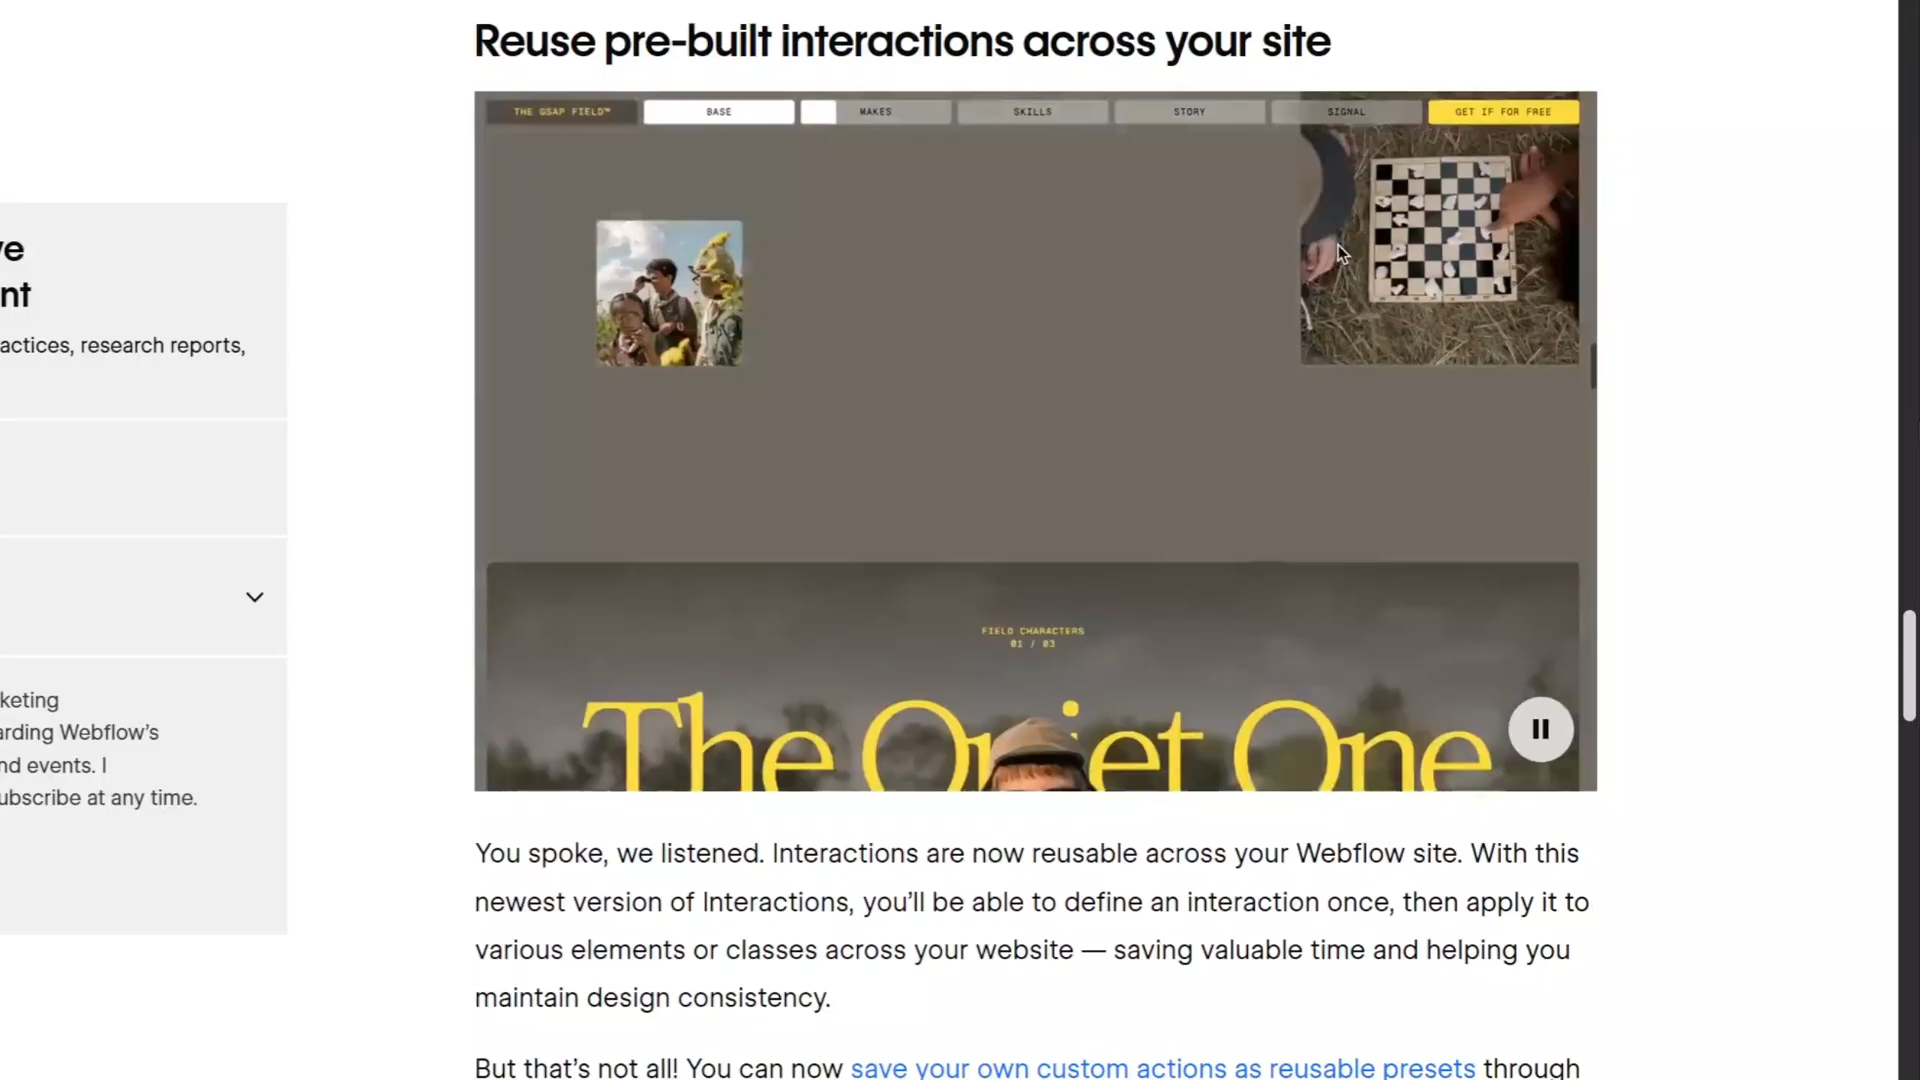 Reuse pre-built interactions across your site
THE GSAP FIELD™
BASE
MAKES
SKILLS
STORY
SIGNAL
GET IF FOR FREE
FIELD CHARACTERS
01 / 03
The Quiet One
actices, research reports,
keting
arding Webflow’s
nd events. I
ubscribe at any time.
You spoke, we listened. Interactions are now reusable across your Webflow site. With this
newest version of Interactions, you’ll be able to define an interaction once, then apply it to
various elements or classes across your website — saving valuable time and helping you
maintain design consistency.
But that’s not all! You can now save your own custom actions as reusable presets through